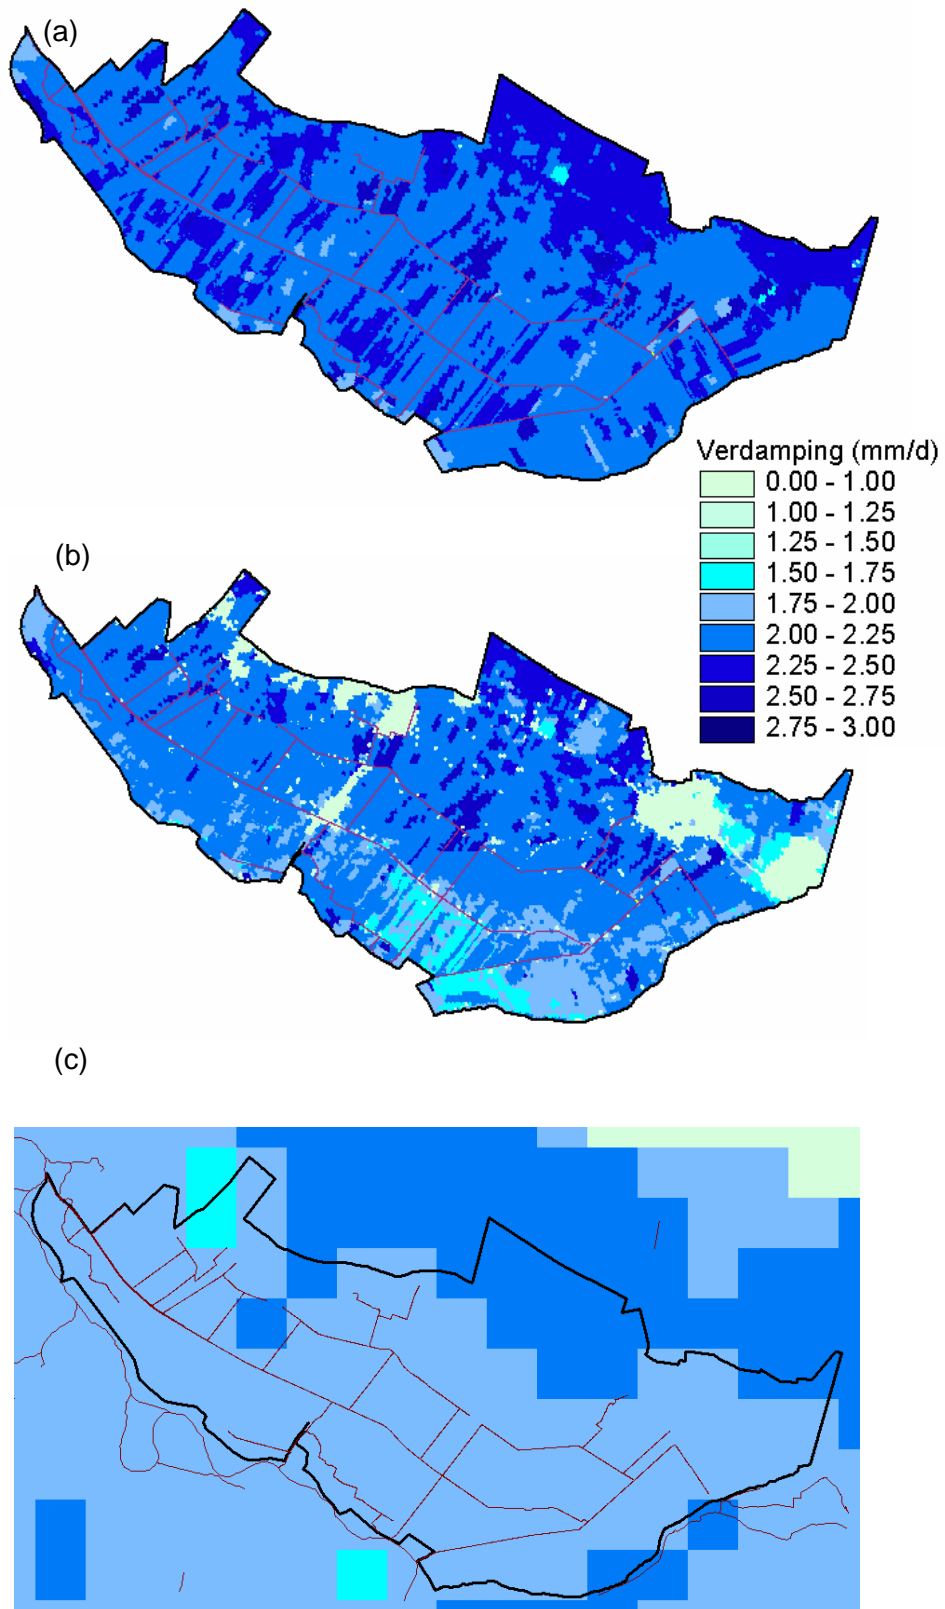 (a)
Verdamping (mm/d)
0.00 - 1.00
1.00 - 1.25
1.25 - 1.50
1.50 - 1.75
1.75 - 2.00
2.00 - 2.25
2.25 - 2.50
2.50 - 2.75
2.75 - 3.00
(b)
(c)